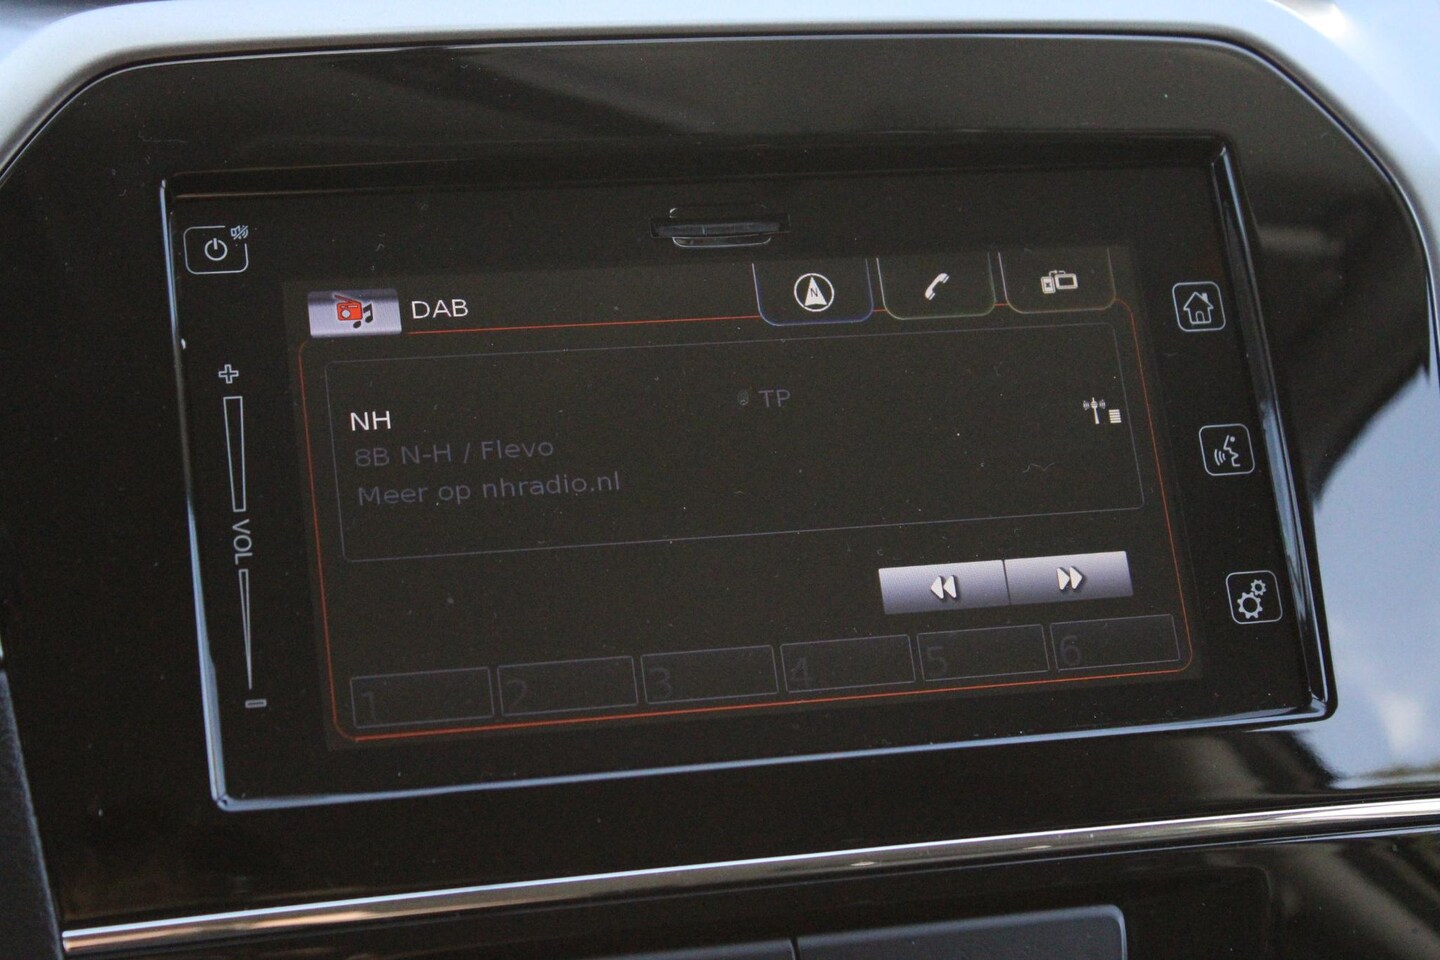 DAB
N
TP
NH
8B N-H / Flevo
Meer op nhradio.nl
VOL
1 2 3 4 5 6